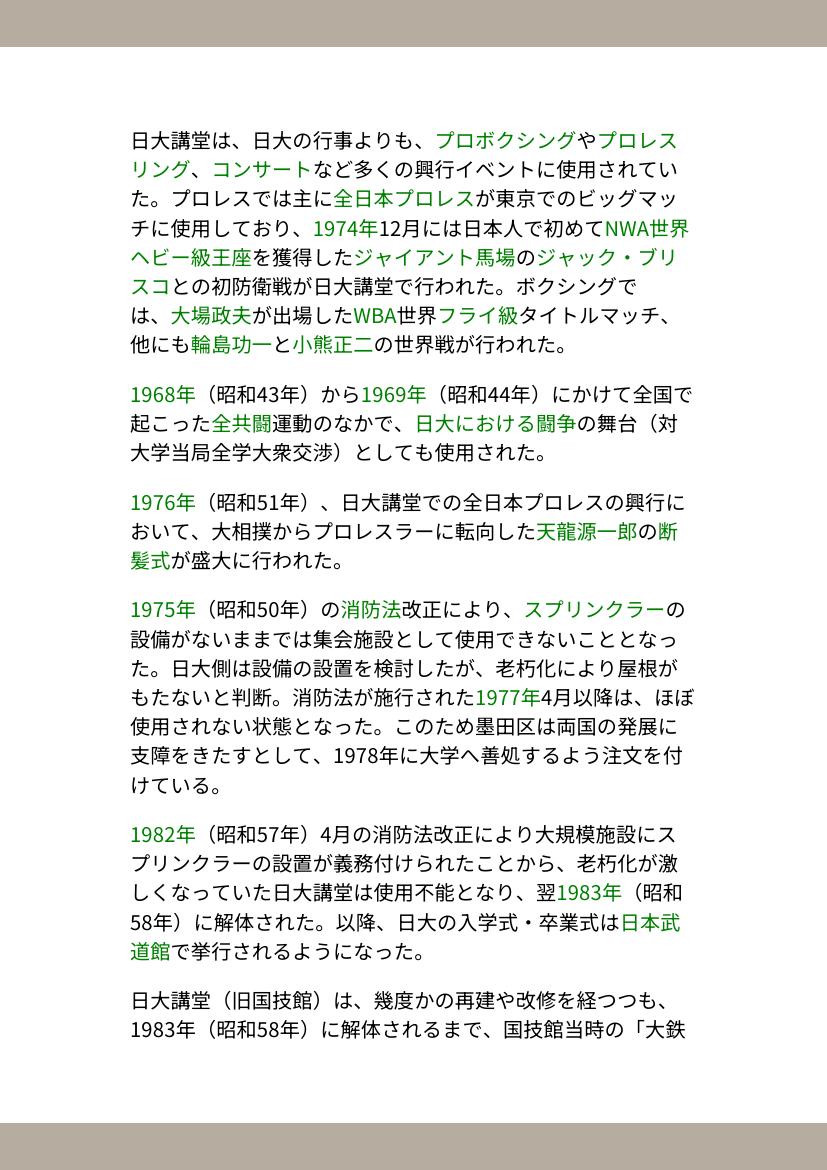 日大講堂は、日大の行事よりも、プロボクシングやプロレス
リング、コンサートなど多くの興行イベントに使用されてい
た。プロレスでは主に全日本プロレスが東京でのビッグマッ
チに使用しており、1974年12月には日本人で初めてNWA世界
ヘビー級王座を獲得したジャイアント馬場のジャック・ブリ
スコとの初防衛戦が日大講堂で行われた。ボクシングで
は、大場政夫が出場したWBA世界フライ級タイトルマッチ、
他にも輪島功一と小熊正二の世界戦が行われた。
1968年（昭和43年）から1969年（昭和44年）にかけて全国で
起こった全共闘運動のなかで、日大における闘争の舞台（対
大学当局全学大衆交渉）としても使用された。
1976年（昭和51年）、日大講堂での全日本プロレスの興行に
おいて、大相撲からプロレスラーに転向した天龍源一郎の断
髪式が盛大に行われた。
1975年（昭和50年）の消防法改正により、スプリンクラーの
設備がないままでは集会施設として使用できないこととなっ
た。日大側は設備の設置を検討したが、老朽化により屋根が
もたないと判断。消防法が施行された1977年4月以降は、ほぼ
使用されない状態となった。このため墨田区は両国の発展に
支障をきたすとして、1978年に大学へ善処するよう注文を付
けている。
1982年（昭和57年）4月の消防法改正により大規模施設にス
プリンクラーの設置が義務付けられたことから、老朽化が激
しくなっていた日大講堂は使用不能となり、翌1983年（昭和
58年）に解体された。以降、日大の入学式・卒業式は日本武
道館で挙行されるようになった。
日大講堂（旧国技館）は、幾度かの再建や改修を経つつも、
1983年（昭和58年）に解体されるまで、国技館当時の「大鉄